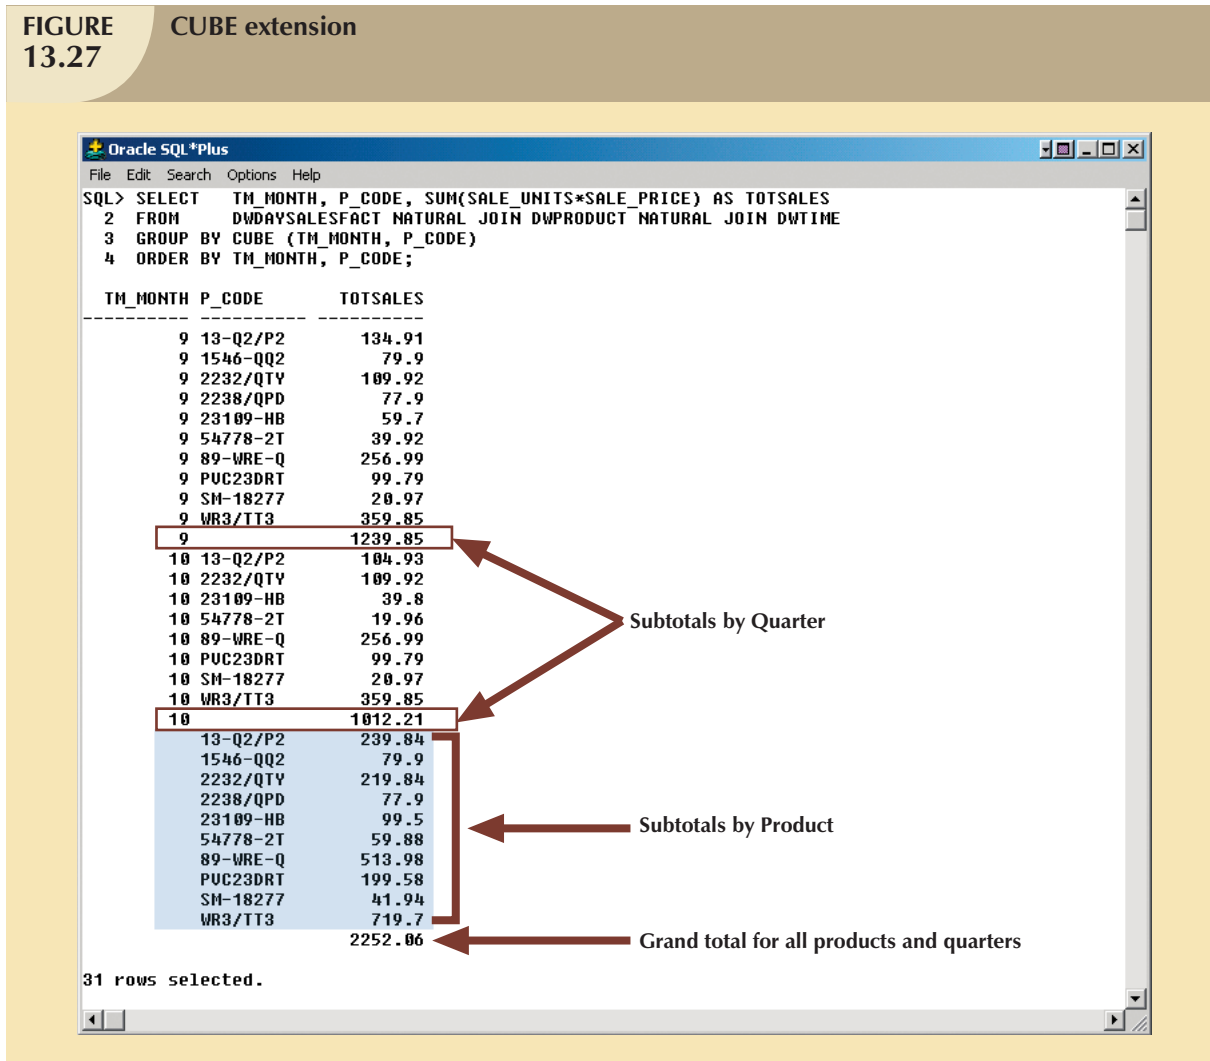 FIGURE 13.27
CUBE extension
Oracle SQL*Plus
File Edit Search Options Help
SQL> SELECT TM_MONTH, P_CODE, SUM(SALE_UNITS*SALE_PRICE) AS TOTSALES
2 FROM DWDAYSALESFACT NATURAL JOIN DWPRODUCT NATURAL JOIN DWTIME
3 GROUP BY CUBE (TM_MONTH, P_CODE)
4 ORDER BY TM_MONTH, P_CODE;
TM_MONTH P_CODE TOTSALES
---------- ---------- ----------
9 13-Q2/P2 134.91
9 1546-QQ2 79.9
9 2232/QTY 109.92
9 2238/QPD 77.9
9 23109-HB 59.7
9 54778-2T 39.92
9 89-WRE-Q 256.99
9 PVC23DRT 99.79
9 SM-18277 20.97
9 WR3/TT3 359.85
9 1239.85
10 13-Q2/P2 104.93
10 2232/QTY 109.92
10 23109-HB 39.8
10 54778-2T 19.96
10 89-WRE-Q 256.99
10 PVC23DRT 99.79
10 SM-18277 20.97
10 WR3/TT3 359.85
10 1012.21
Subtotals by Quarter
13-Q2/P2 239.84
1546-QQ2 79.9
2232/QTY 219.84
2238/QPD 77.9
23109-HB 99.5
54778-2T 59.88
89-WRE-Q 513.98
PVC23DRT 199.58
SM-18277 41.94
WR3/TT3 719.7
Subtotals by Product
2252.06
Grand total for all products and quarters
31 rows selected.